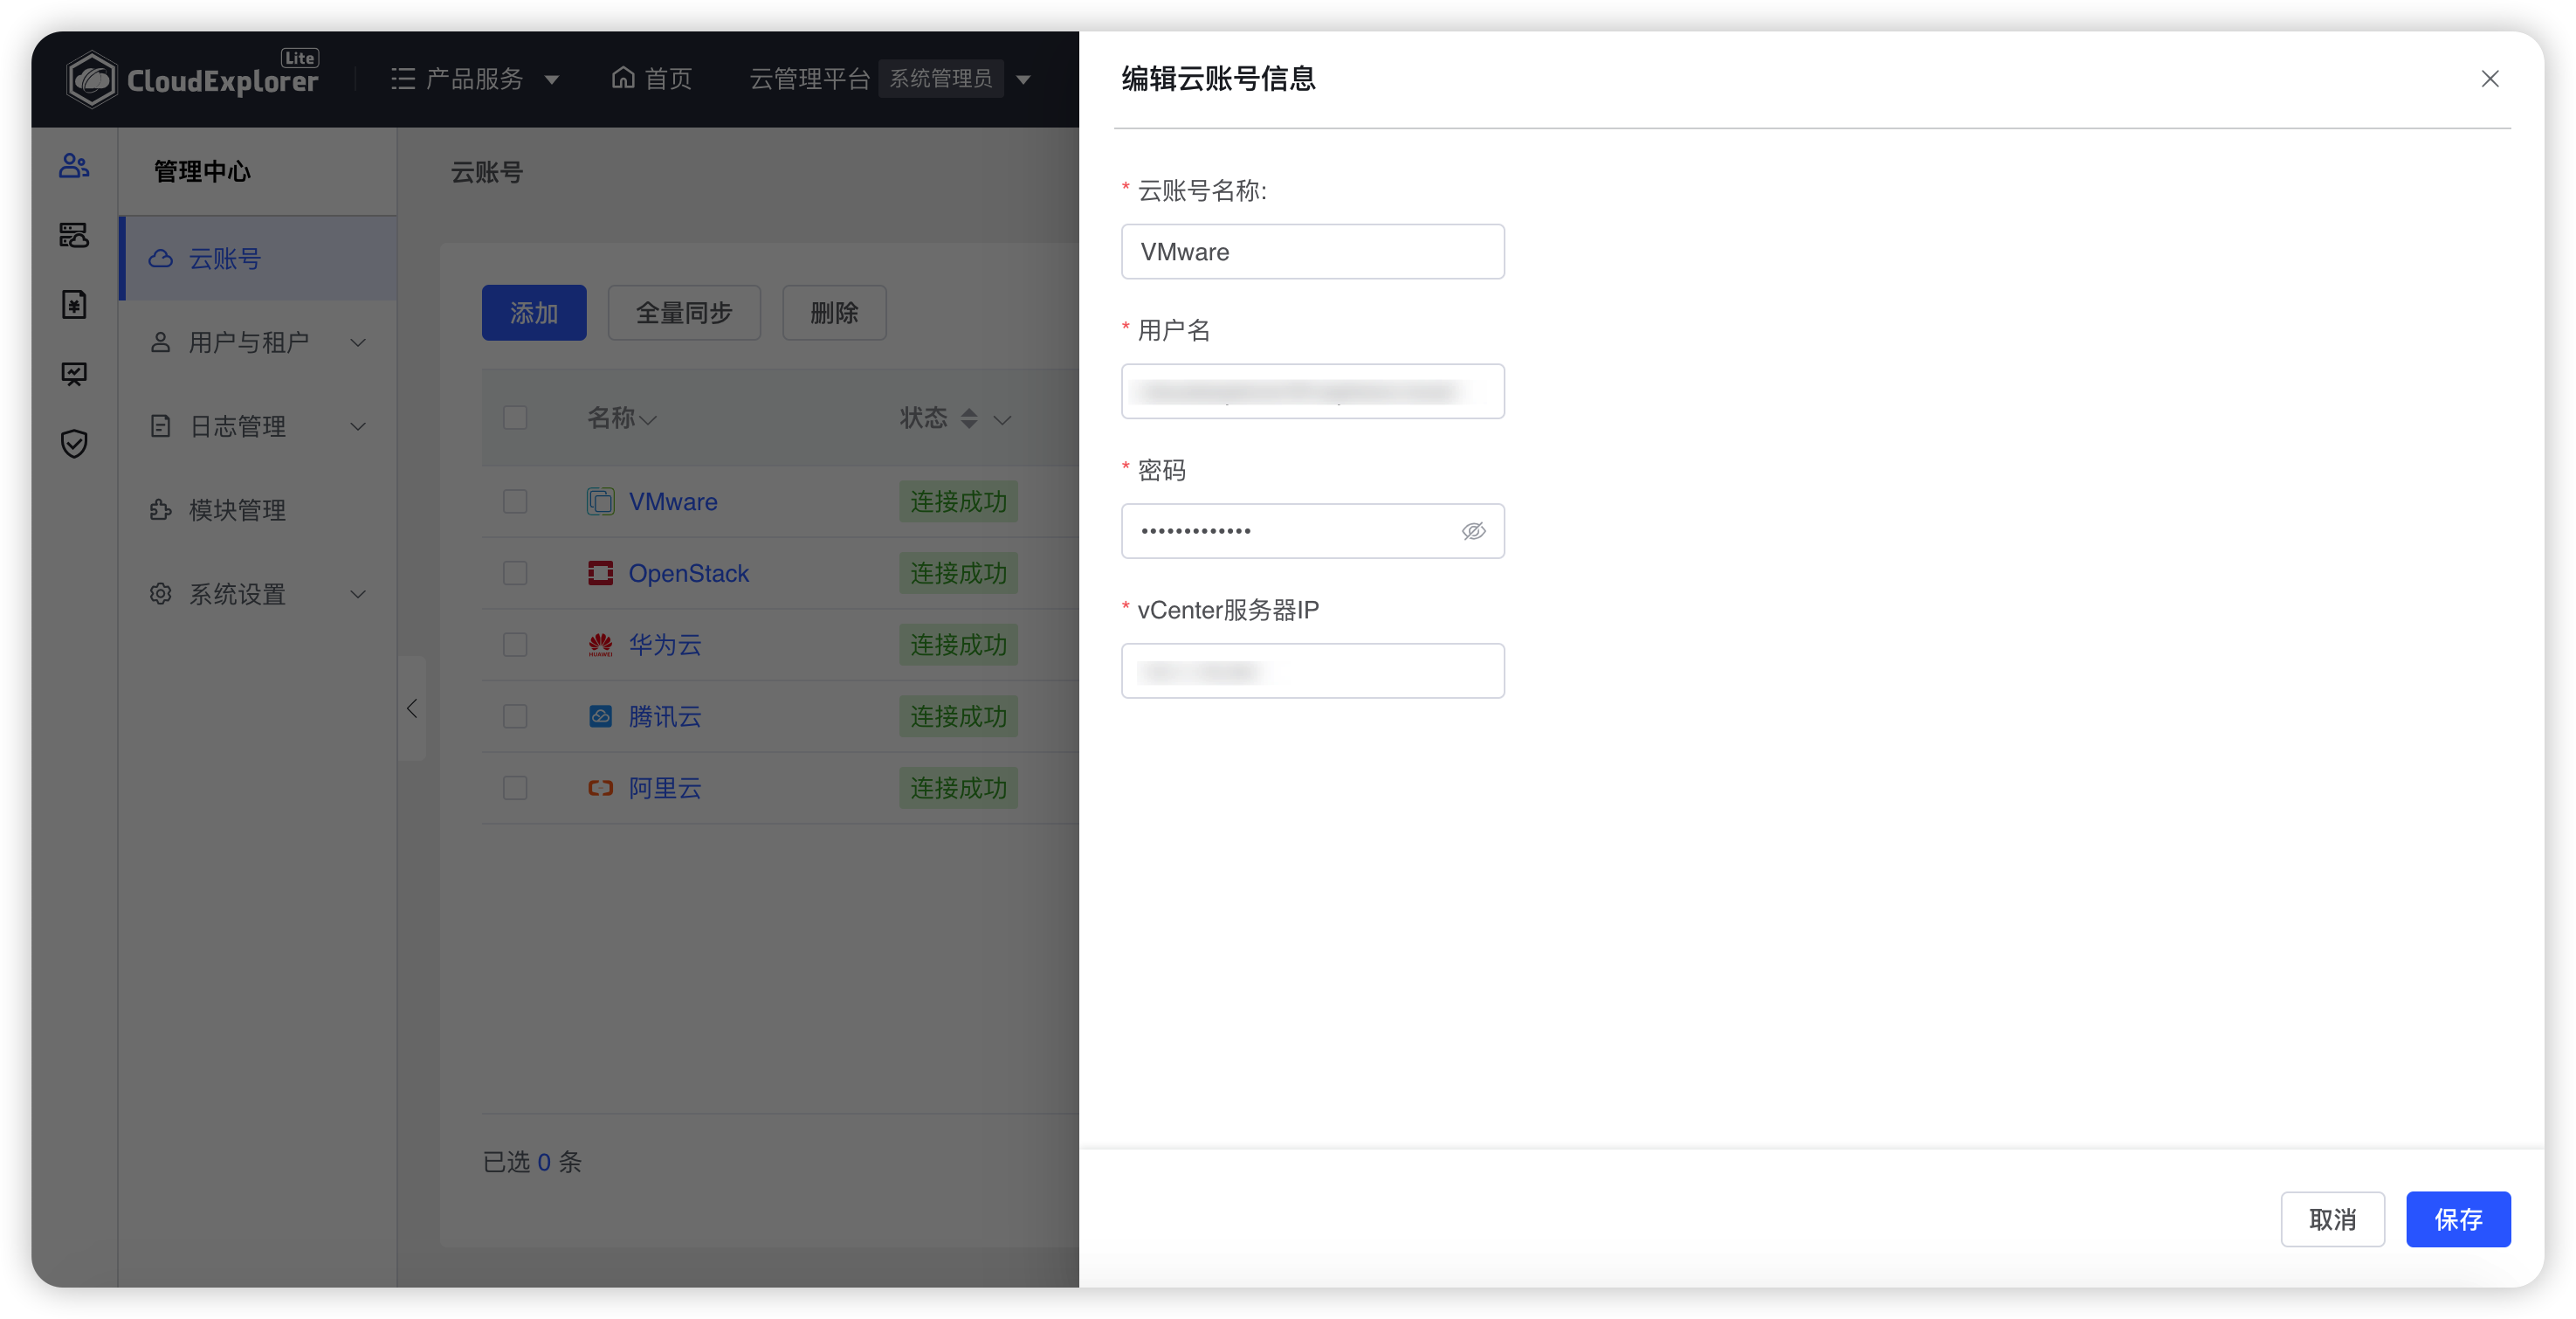 CloudExplorer Lite
产品服务
首页
云管理平台 系统管理员
管理中心
云账号
用户与租户
日志管理
模块管理
系统设置
云账号
添加 全量同步 删除
名称 状态
VMware 连接成功
OpenStack 连接成功
HUAWEI 华为云 连接成功
腾讯云 连接成功
阿里云 连接成功
已选 0 条
编辑云账号信息
* 云账号名称:
VMware
* 用户名
* 密码
•••••••••••••
* vCenter服务器IP
取消 保存